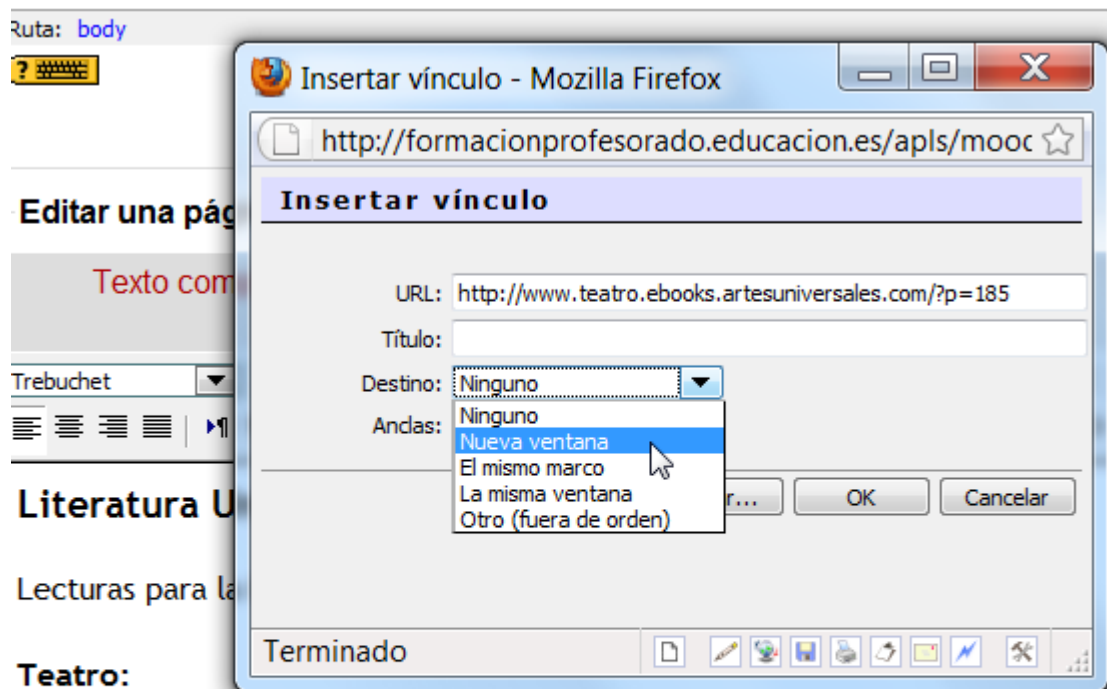 Ruta: body
?
Insertar vínculo - Mozilla Firefox
http://formacionprofesorado.educacion.es/apls/mooc
Insertar vínculo
Editar una pág
Texto com
URL: http://www.teatro.ebooks.artesuniversales.com/?p=185
Título:
Trebuchet
Destino: Ninguno
Anclas:
Ninguno
Nueva ventana
El mismo marco
La misma ventana
Otro (fuera de orden)
r...
OK
Cancelar
Literatura U
Lecturas para la
Terminado
Teatro: